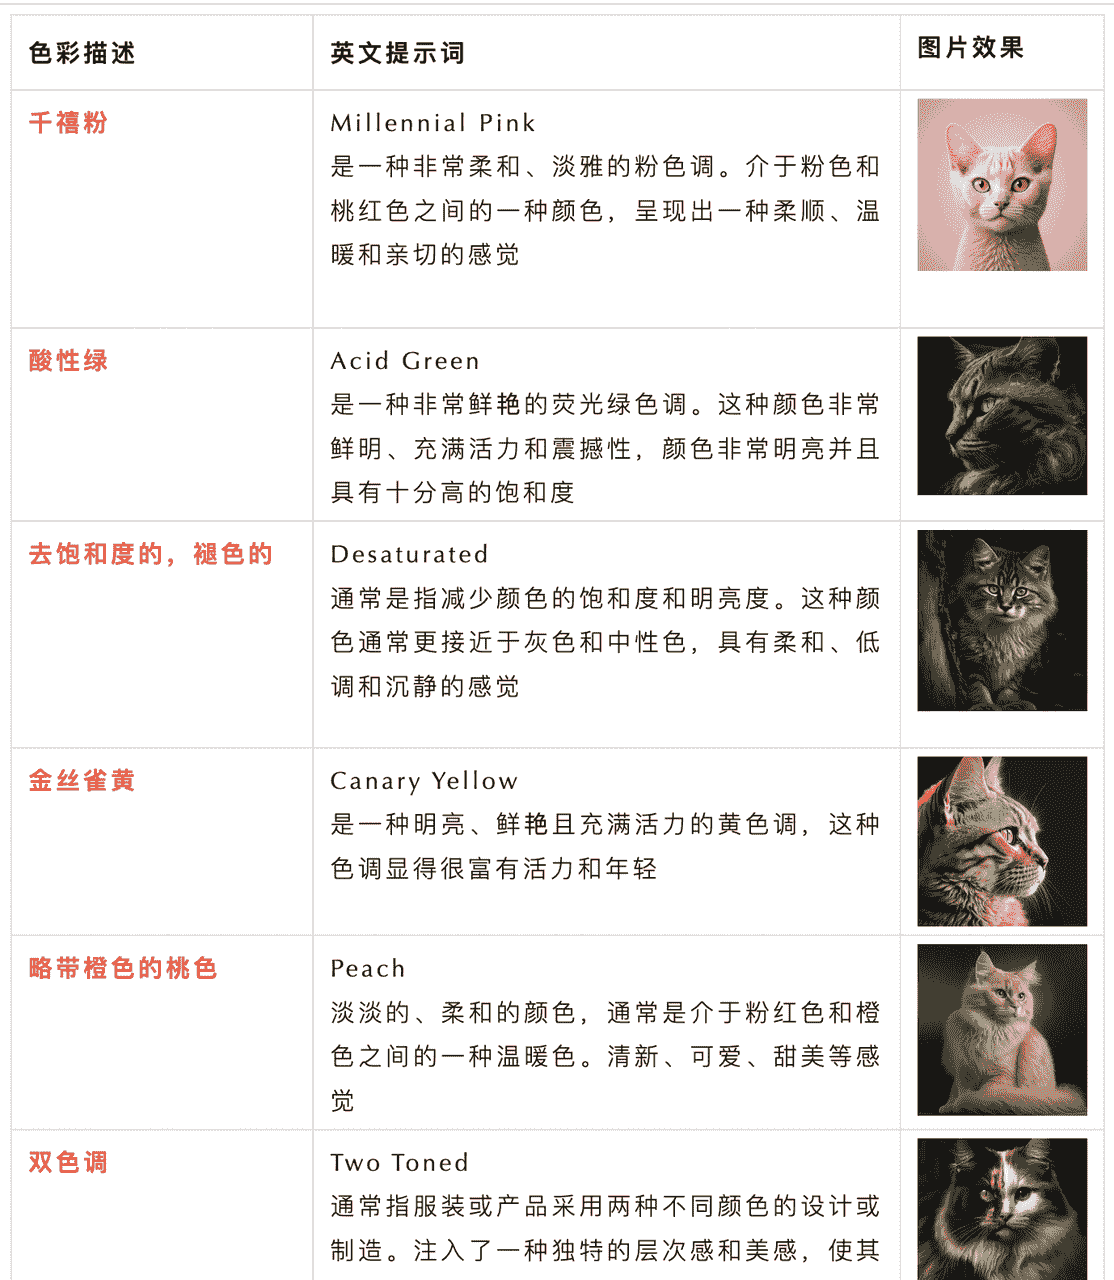 色彩描述
英文提示词
图片效果
千禧粉
Millennial Pink
是一种非常柔和、淡雅的粉色调。介于粉色和
桃红色之间的一种颜色，呈现出一种柔顺、温
暖和亲切的感觉
酸性绿
Acid Green
是一种非常鲜艳的荧光绿色调。这种颜色非常
鲜明、充满活力和震撼性，颜色非常明亮并且
具有十分高的饱和度
去饱和度的，褪色的
Desaturated
通常是指减少颜色的饱和度和明亮度。这种颜
色通常更接近于灰色和中性色，具有柔和、低
调和沉静的感觉
金丝雀黄
Canary Yellow
是一种明亮、鲜艳且充满活力的黄色调，这种
色调显得很富有活力和年轻
略带橙色的桃色
Peach
淡淡的、柔和的颜色，通常是介于粉红色和橙
色之间的一种温暖色。清新、可爱、甜美等感
觉
双色调
Two Toned
通常指服装或产品采用两种不同颜色的设计或
制造。注入了一种独特的层次感和美感，使其